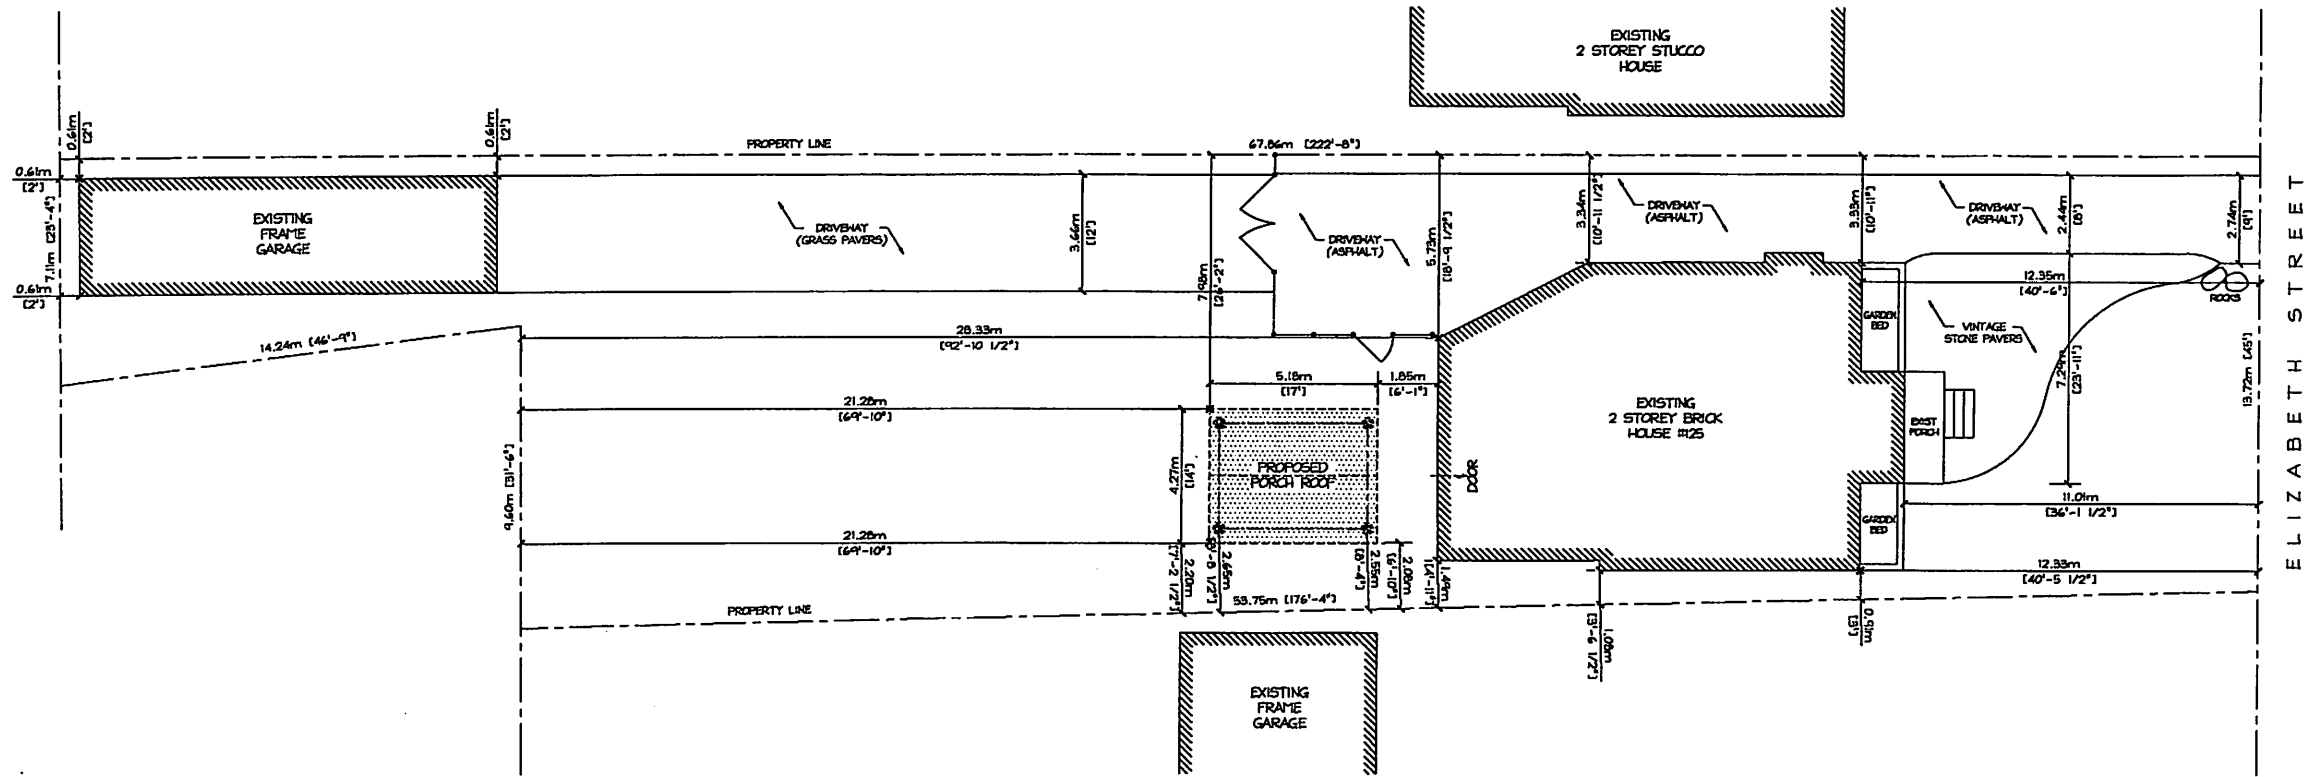 EXISTING
2 STOREY STUCCO
HOUSE
0.61m
[2']
0.61m
[2']
PROPERTY LINE
67.86m [222'-8"]
0.61m
[2']
7.11m [23'-4"]
0.61m
[2']
EXISTING
FRAME
GARAGE
DRIVEWAY
(GRASS PAVERS)
3.66m
[12']
7.98m
[26'-2"]
DRIVEWAY
(ASPHALT)
5.73m
[18'-9 1/2"]
3.34m
[10'-11 1/2"]
DRIVEWAY
(ASPHALT)
3.33m
[10'-11"]
DRIVEWAY
(ASPHALT)
2.44m
[8']
2.74m
[9']
12.35m
[40'-6"]
ROCKS
GARDEN
BED
VINTAGE
STONE PAVERS
7.29m
[23'-11"]
13.72m [45']
ELIZABETH STREET
14.24m [46'-9"]
28.33m
[92'-10 1/2"]
5.18m
[17']
1.85m
[6'-1"]
21.28m
[69'-10"]
EXISTING
2 STOREY BRICK
HOUSE #125
EXIST
PORCH
9.60m [31'-6"]
4.27m
[14']
PROPOSED
PORCH ROOF
DOOR
11.01m
[36'-1 1/2"]
GARDEN
BED
21.28m
[69'-10"]
2.20m
[7'-2 1/2"]
2.65m
[8'-8 1/2"]
2.55m
[8'-4"]
2.08m
[6'-10"]
1.49m
[4'-11"]
12.33m
[40'-5 1/2"]
53.75m [176'-4"]
PROPERTY LINE
1.08m
[3'-6 1/2"]
0.91m
[3']
EXISTING
FRAME
GARAGE